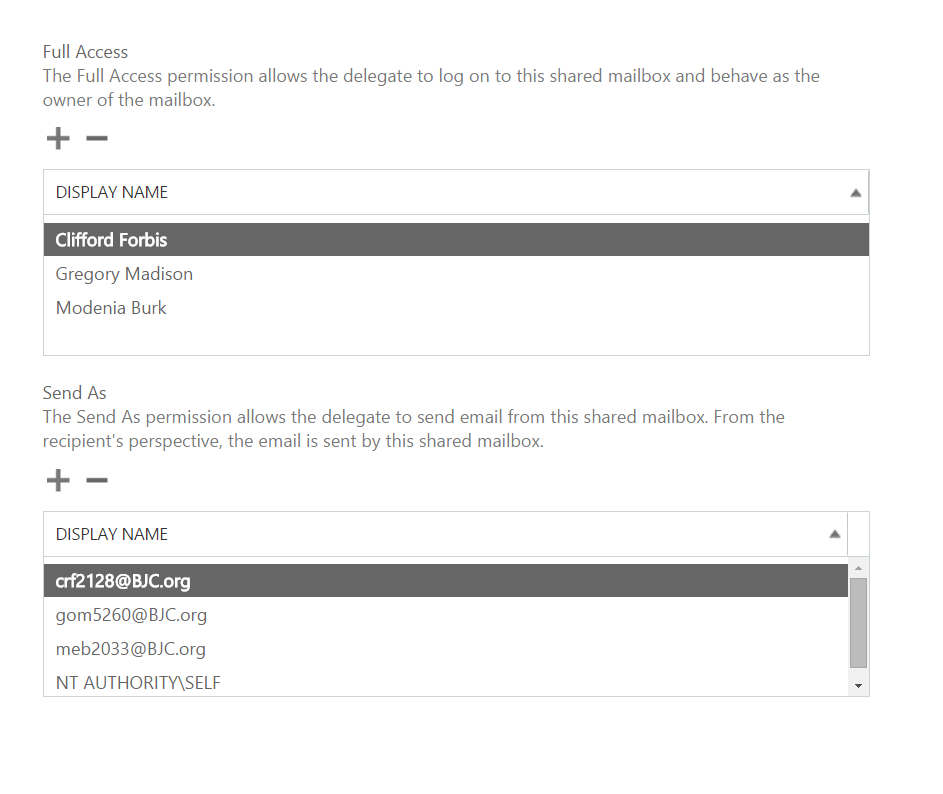 Full Access
The Full Access permission allows the delegate to log on to this shared mailbox and behave as the
owner of the mailbox.
DISPLAY NAME
Clifford Forbis
Gregory Madison
Modenia Burk
Send As
The Send As permission allows the delegate to send email from this shared mailbox. From the
recipient's perspective, the email is sent by this shared mailbox.
DISPLAY NAME
crf2128@BJC.org
gom5260@BJC.org
meb2033@BJC.org
NT AUTHORITY\SELF